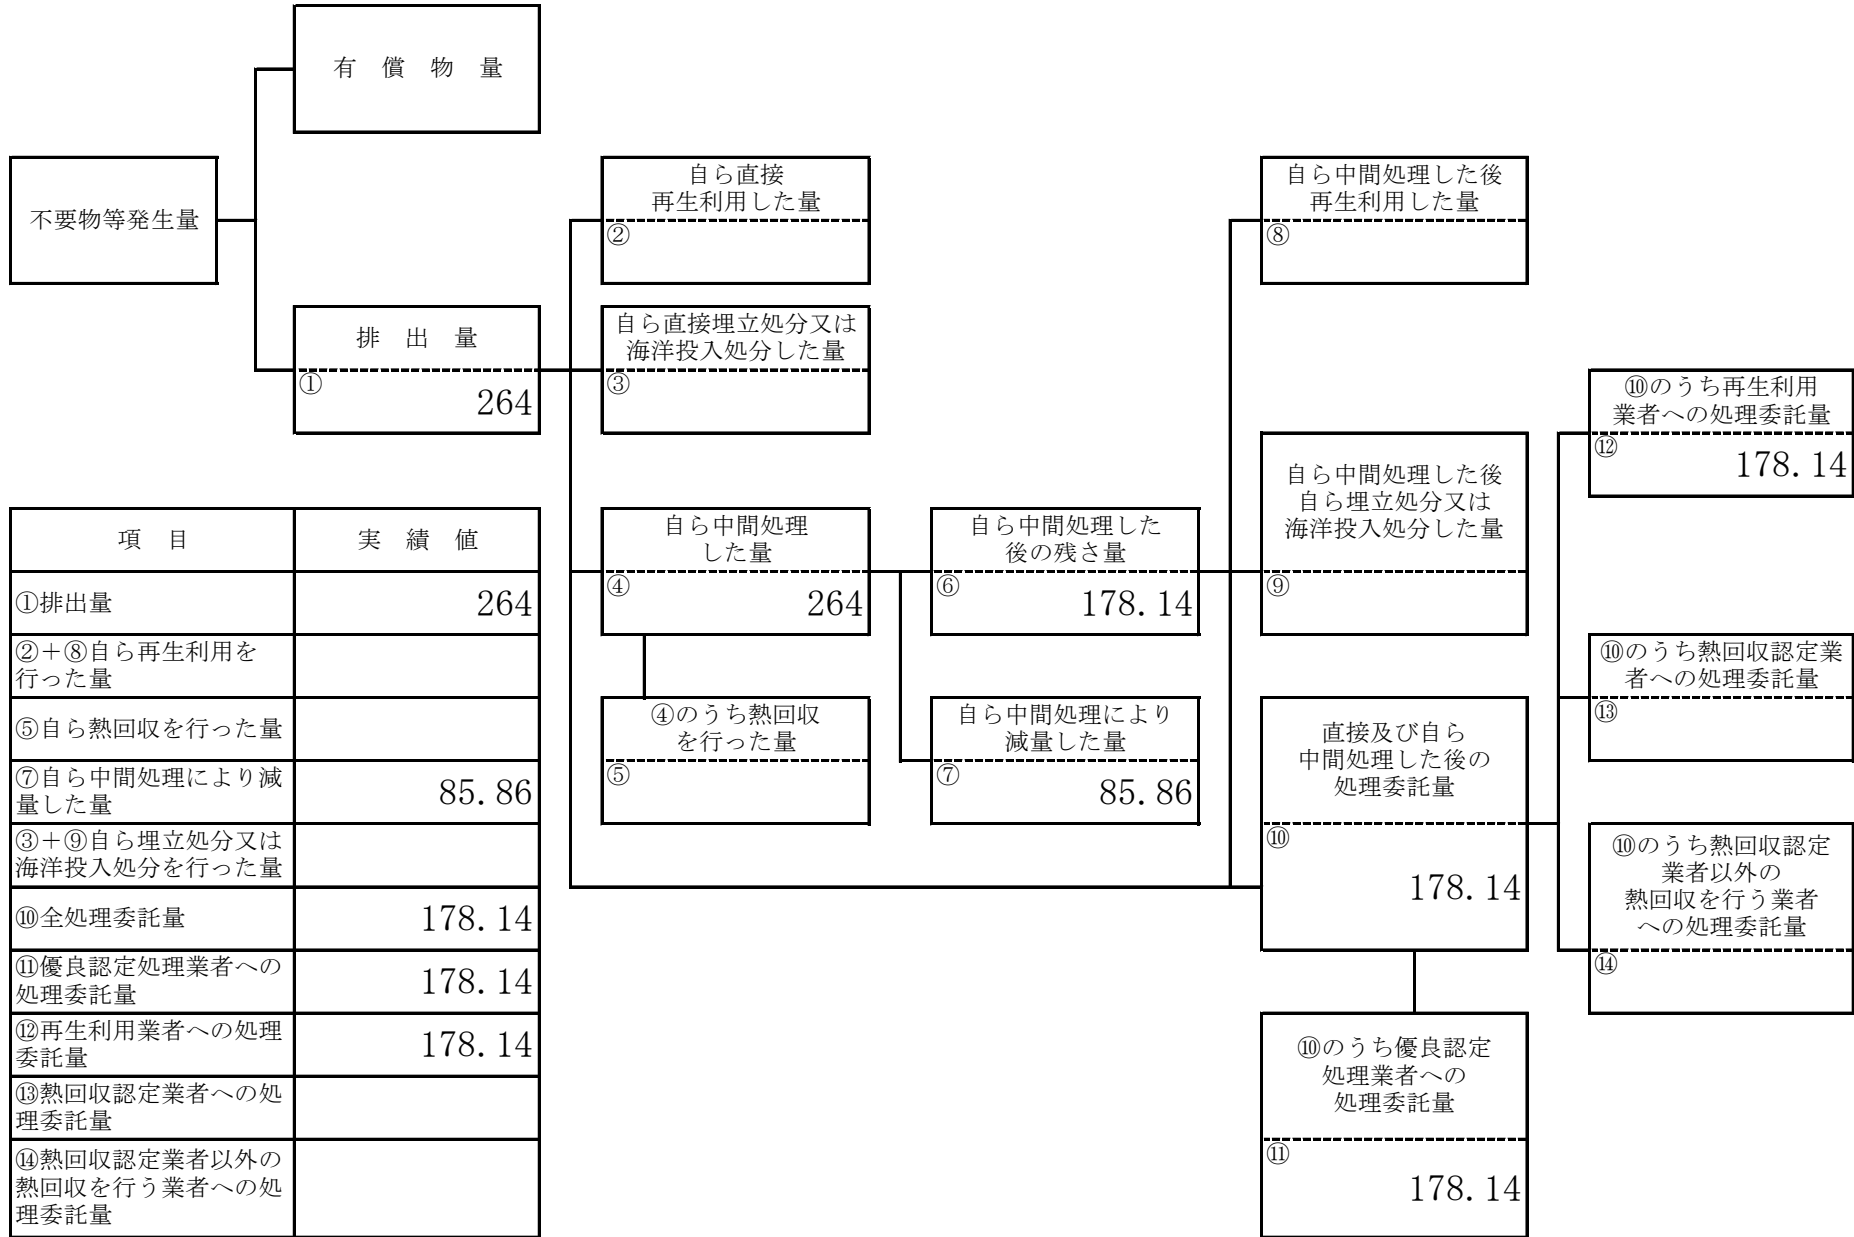 有 償 物 量
不要物等発生量
排 出 量
①
264
自ら直接
再生利用した量
②
自ら直接埋立処分又は
海洋投入処分した量
③
自ら中間処理
した量
④
264
④のうち熱回収
を行った量
⑤
自ら中間処理した
後の残さ量
⑥
178.14
自ら中間処理により
減量した量
⑦
85.86
自ら中間処理した後
再生利用した量
⑧
自ら中間処理した後
自ら埋立処分又は
海洋投入処分した量
⑨
直接及び自ら
中間処理した後の
処理委託量
⑩
178.14
⑩のうち優良認定
処理業者への
処理委託量
⑪
178.14
⑩のうち再生利用
業者への処理委託量
⑫
178.14
⑩のうち熱回収認定業
者への処理委託量
⑬
⑩のうち熱回収認定
業者以外の
熱回収を行う業者
への処理委託量
⑭
項 目 実 績 値
①排出量 264
②+⑧自ら再生利用を
行った量
⑤自ら熱回収を行った量
⑦自ら中間処理により減
量した量 85.86
③+⑨自ら埋立処分又は
海洋投入処分を行った量
⑩全処理委託量 178.14
⑪優良認定処理業者への
処理委託量 178.14
⑫再生利用業者への処理
委託量 178.14
⑬熱回収認定業者への処
理委託量
⑭熱回収認定業者以外の
熱回収を行う業者への処
理委託量